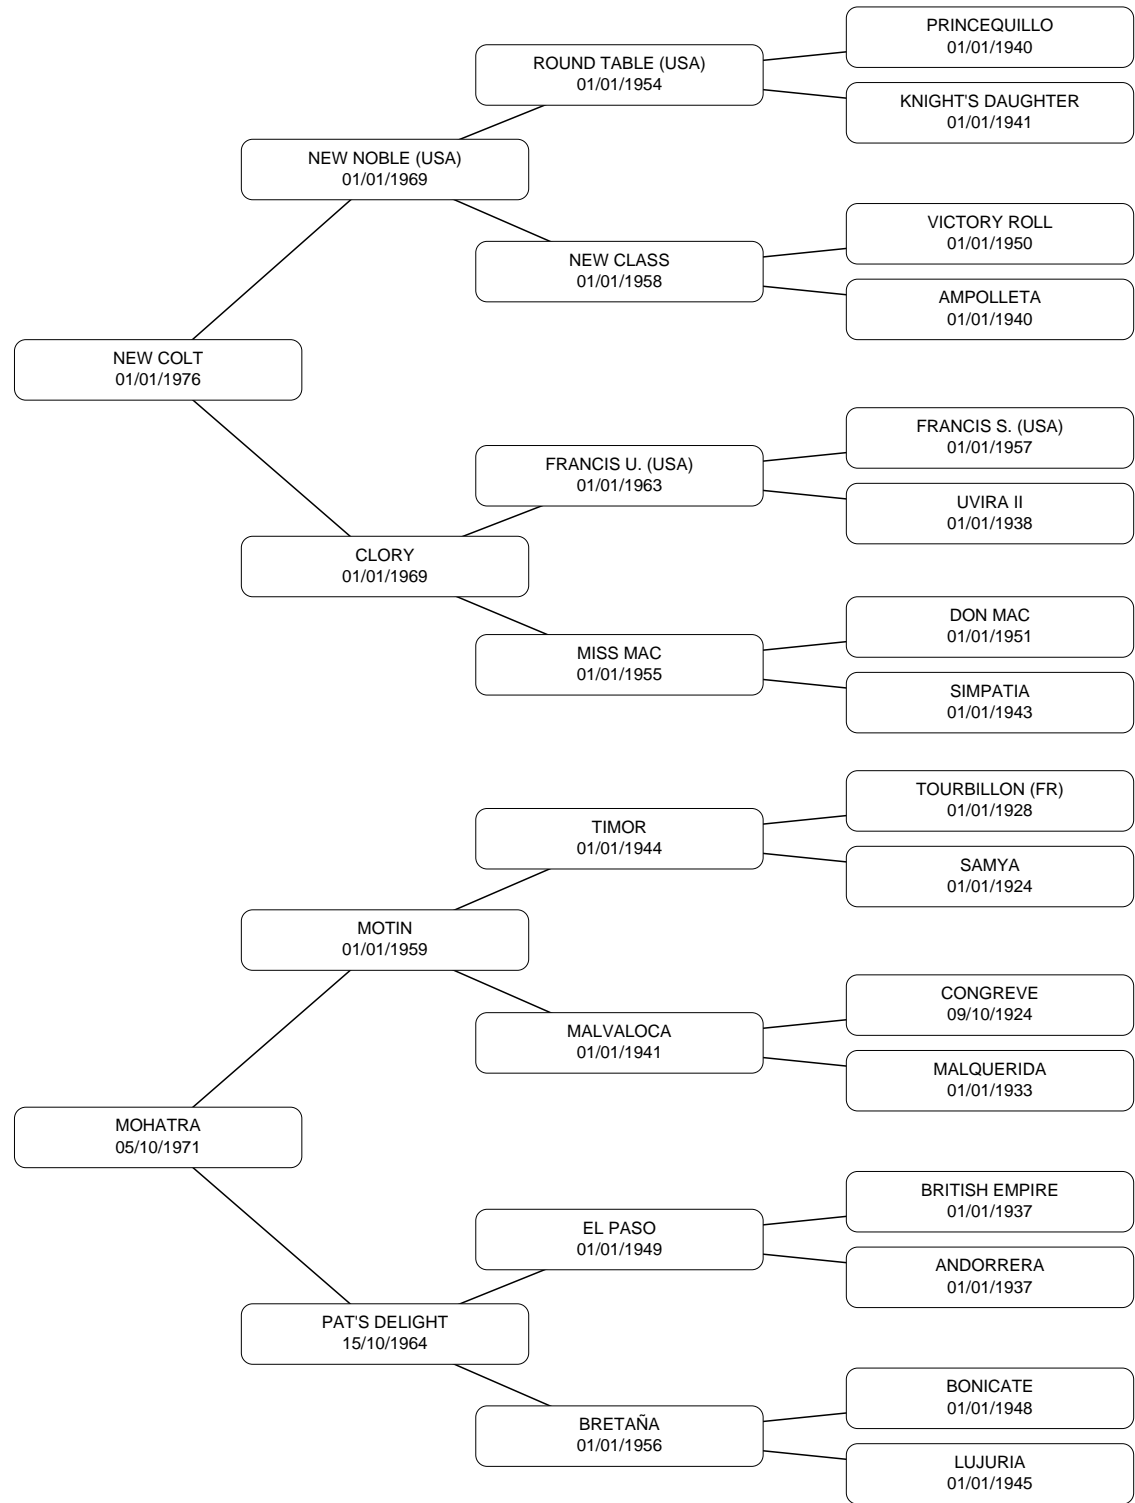 PRINCEQUILLO
01/01/1940
ROUND TABLE (USA)
01/01/1954
KNIGHT'S DAUGHTER
01/01/1941
NEW NOBLE (USA)
01/01/1969
VICTORY ROLL
01/01/1950
NEW CLASS
01/01/1958
AMPOLLETA
01/01/1940
NEW COLT
01/01/1976
FRANCIS S. (USA)
01/01/1957
FRANCIS U. (USA)
01/01/1963
UVIRA II
01/01/1938
CLORY
01/01/1969
DON MAC
01/01/1951
MISS MAC
01/01/1955
SIMPATIA
01/01/1943
TOURBILLON (FR)
01/01/1928
TIMOR
01/01/1944
SAMYA
01/01/1924
MOTIN
01/01/1959
CONGREVE
09/10/1924
MALVALOCA
01/01/1941
MALQUERIDA
01/01/1933
MOHATRA
05/10/1971
BRITISH EMPIRE
01/01/1937
EL PASO
01/01/1949
ANDORRERA
01/01/1937
PAT'S DELIGHT
15/10/1964
BONICATE
01/01/1948
BRETAÑA
01/01/1956
LUJURIA
01/01/1945